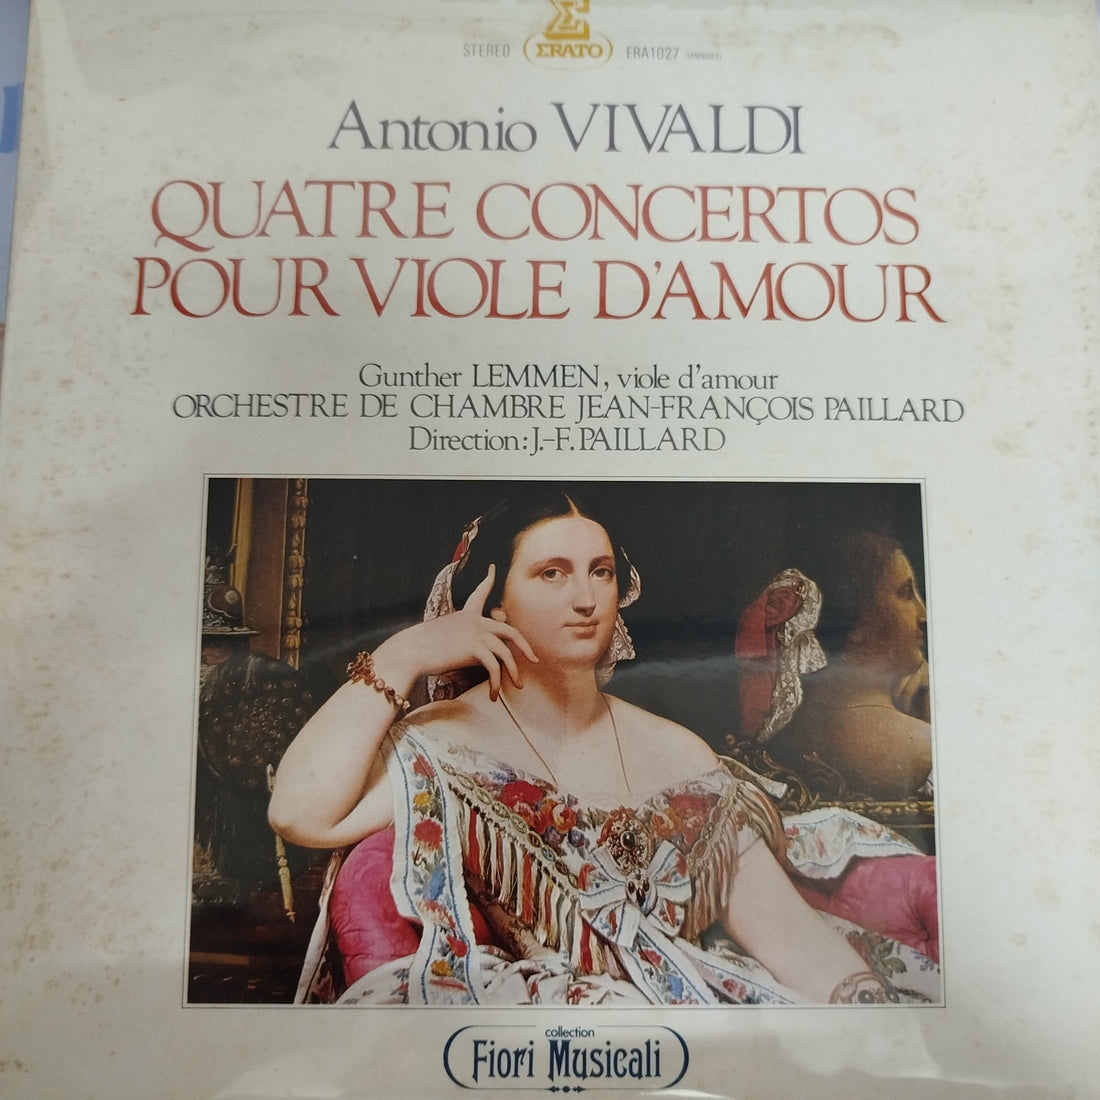 STEREO ERATO ERA1027
Antonio VIVALDI
QUATRE CONCERTOS
POUR VIOLE D'AMOUR
Gunther LEMMEN, viole d'amour
ORCHESTRE DE CHAMBRE JEAN-FRANÇOIS PAILLARD
Direction: J.-F. PAILLARD
collection
Fiori Musicali